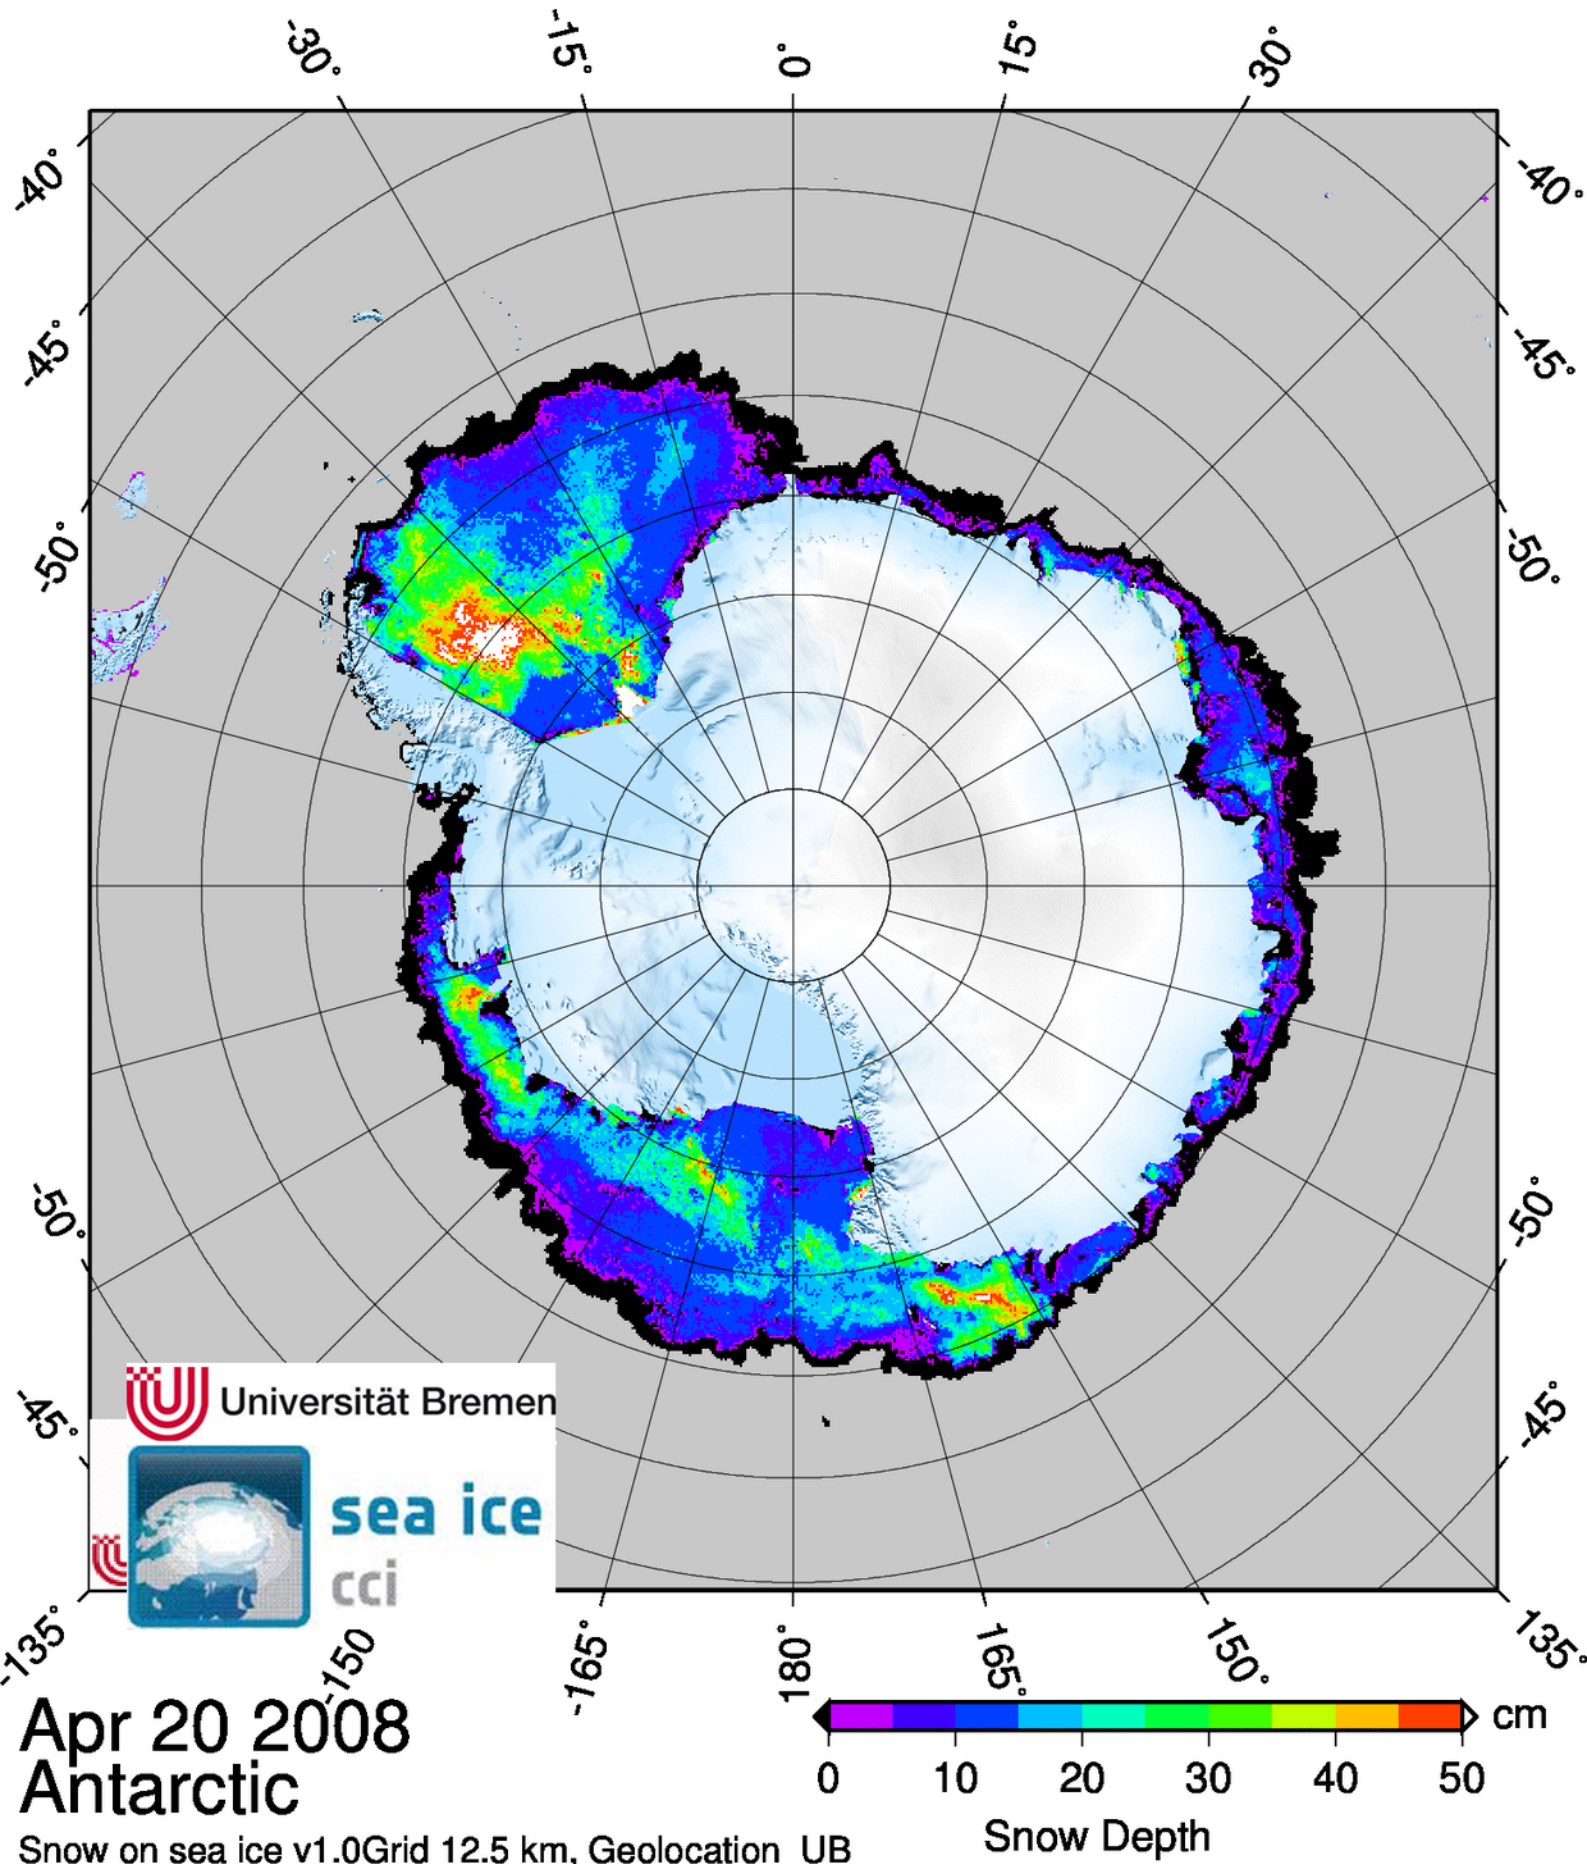 -30° -15° 0° 15° 30°
-40° -40°
-45° -45°
-50° -50°
-50° -50°
-45° -45°
Universität Bremen
sea ice
cci
-135° -150 -165° 180° 165° 150° 135°
Apr 20 2008
Antarctic
Snow on sea ice v1.0Grid 12.5 km, Geolocation UB
cm
0 10 20 30 40 50
Snow Depth